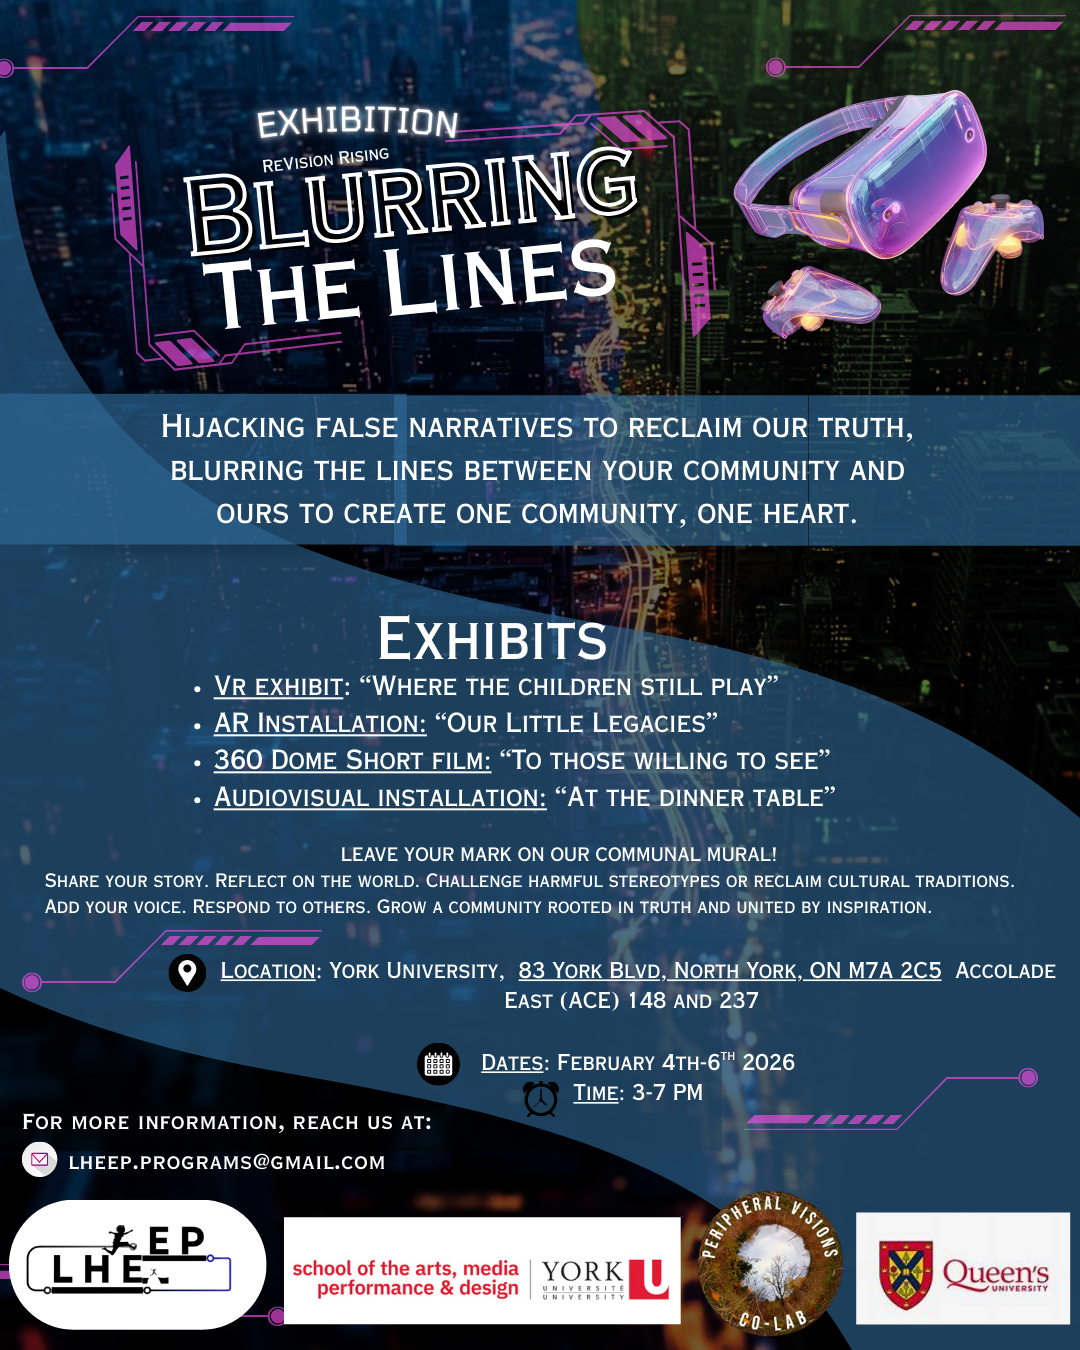 EXHIBITION
ReVision Rising
Blurring
The Lines
Hijacking false narratives to reclaim our truth,
blurring the lines between your community and
ours to create one community, one heart.
Exhibits
• Vr exhibit: “Where the children still play”
• AR Installation: “Our Little Legacies”
• 360 Dome Short film: “To those willing to see”
• Audiovisual installation: “At the dinner table”
leave your mark on our communal mural!
Share your story. Reflect on the world. Challenge harmful stereotypes or reclaim cultural traditions.
Add your voice. Respond to others. Grow a community rooted in truth and united by inspiration.
Location: York University, 83 York Blvd, North York, ON M7A 2C5 Accolade
East (ACE) 148 and 237
Dates: February 4th-6th 2026
Time: 3-7 PM
For more information, reach us at:
lheep.programs@gmail.com
LHEEP
school of the arts, media
performance & design
YORK U
UNIVERSITÉ
UNIVERSITY
PERIPHERAL VISIONS
CO-LAB
Queen's
UNIVERSITY